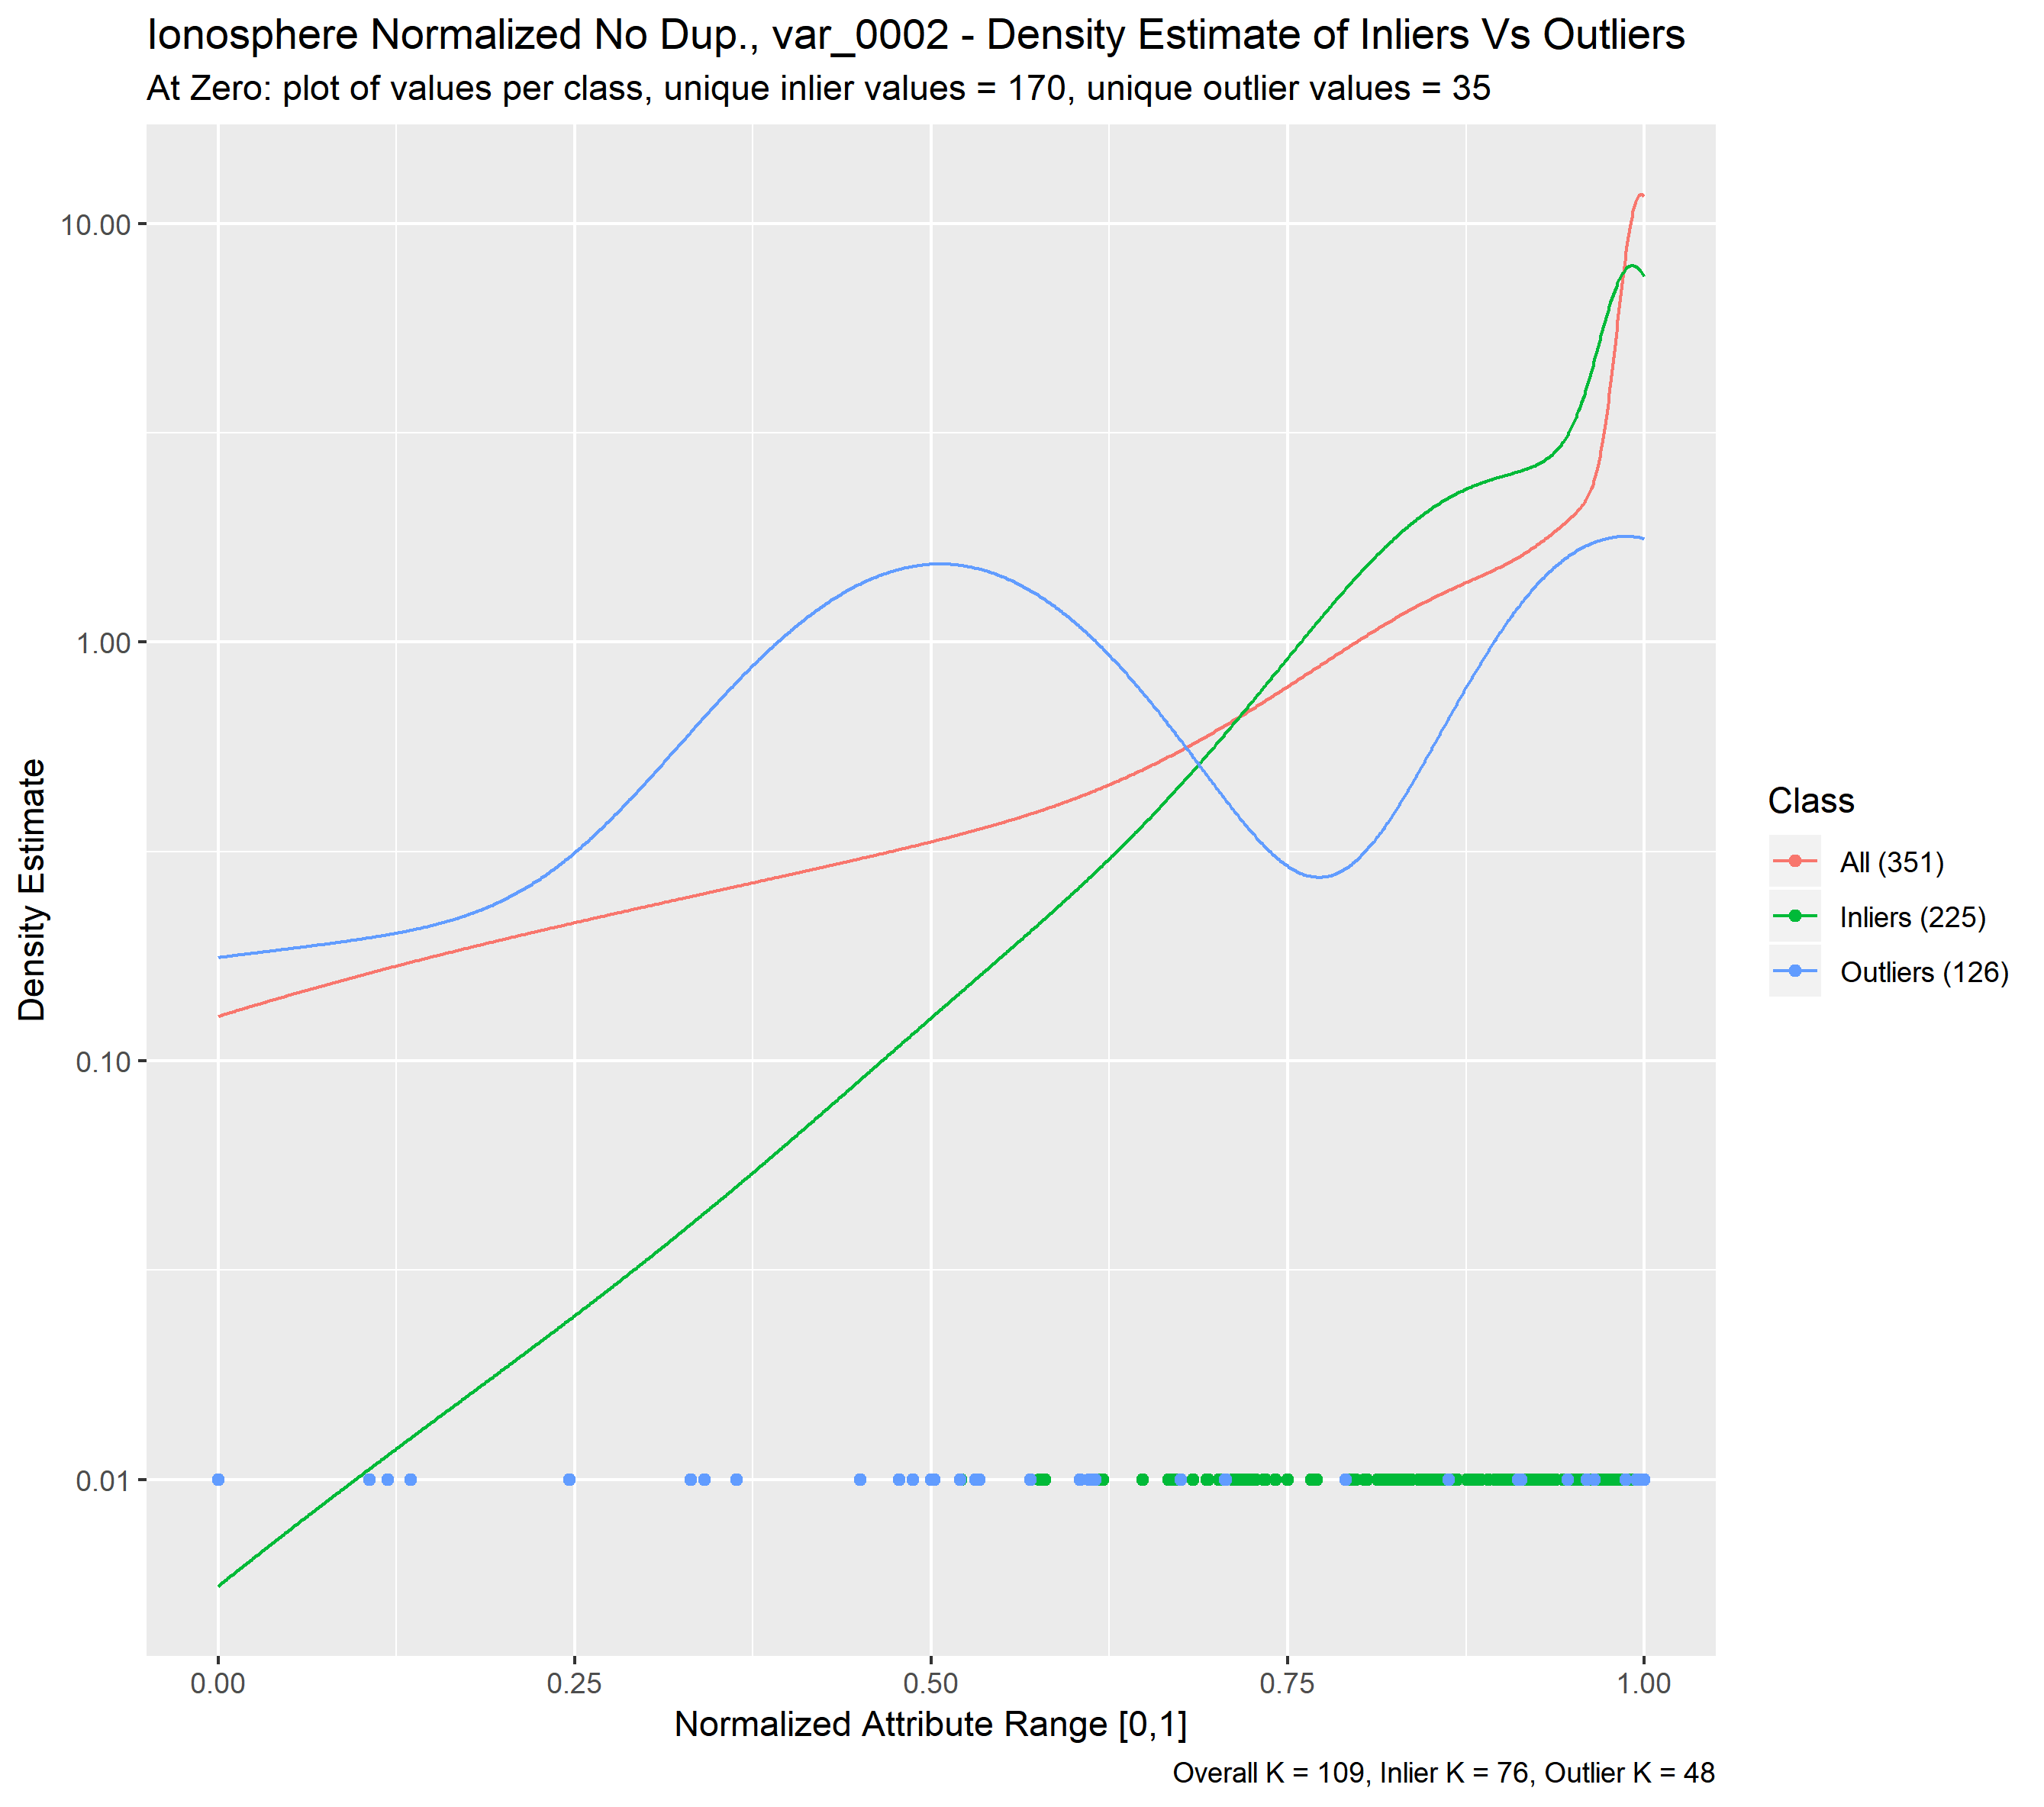 Ionosphere Normalized No Dup., var_0002 - Density Estimate of Inliers Vs Outliers
At Zero: plot of values per class, unique inlier values = 170, unique outlier values = 35
10.00
1.00
0.10
0.01
Density Estimate
0.00
0.25
0.50
0.75
1.00
Normalized Attribute Range [0,1]
Class
All (351)
Inliers (225)
Outliers (126)
Overall K = 109, Inlier K = 76, Outlier K = 48